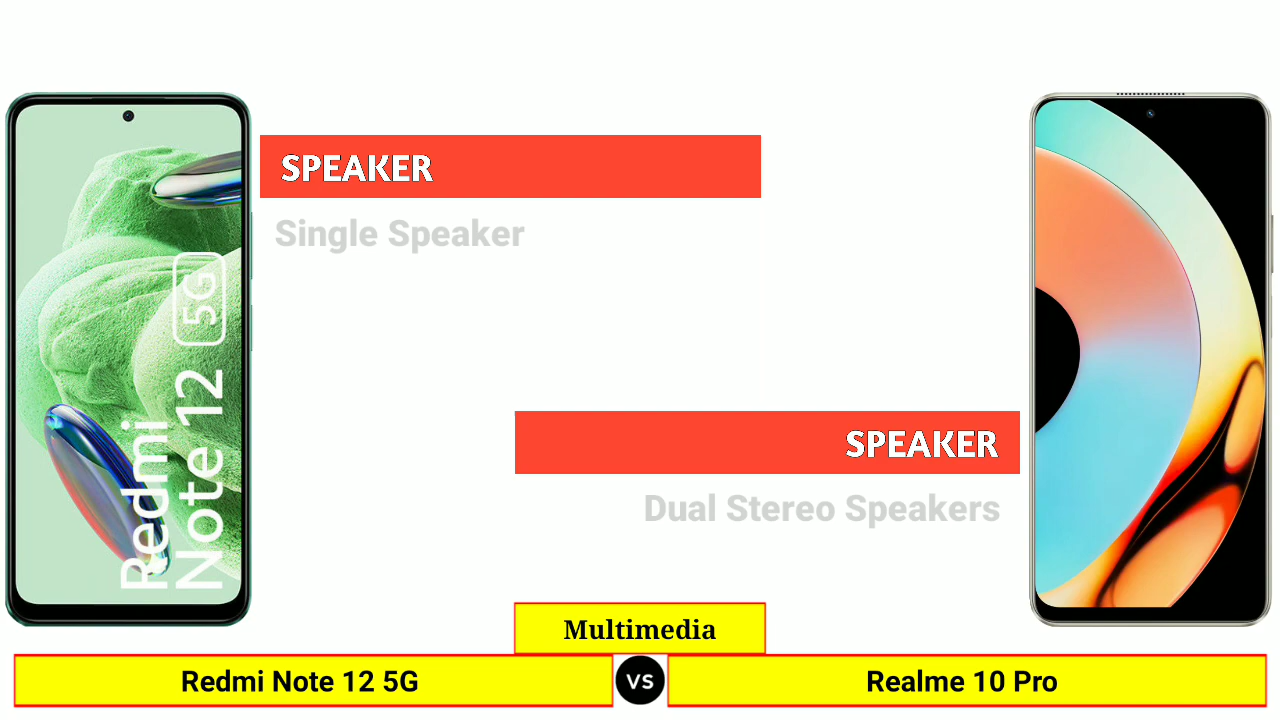 SPEAKER
Single Speaker
Redmi
Note 12 5G
SPEAKER
Dual Stereo Speakers
Multimedia
Redmi Note 12 5G
VS
Realme 10 Pro